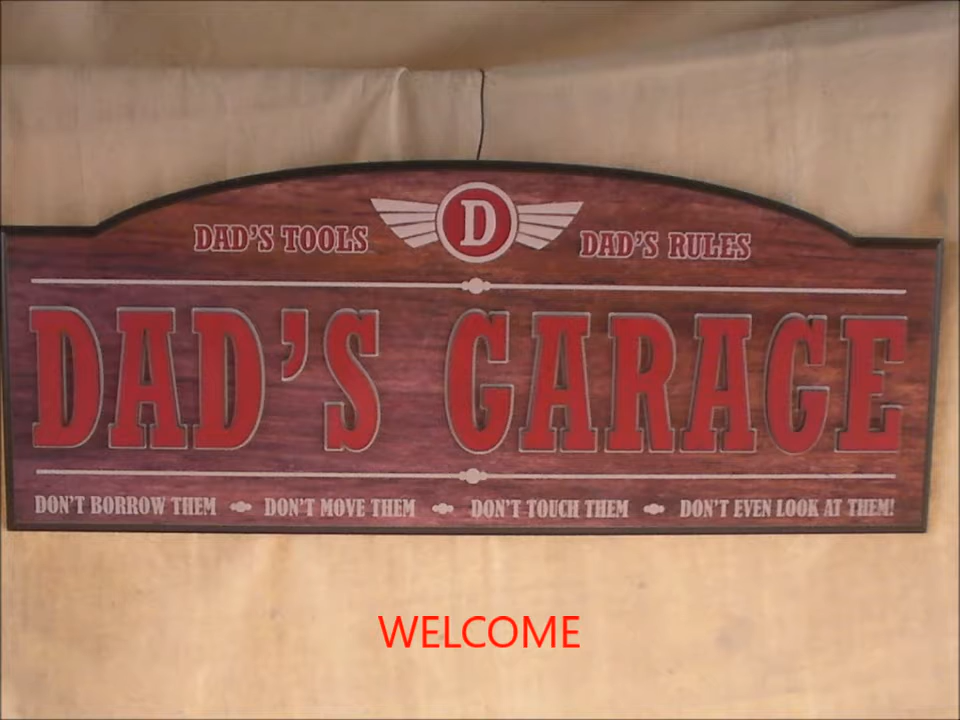 D
DAD'S TOOLS DAD'S RULES
DAD'S GARAGE
DON'T BORROW THEM DON'T MOVE THEM DON'T TOUCH THEM DON'T EVEN LOOK AT THEM!
WELCOME